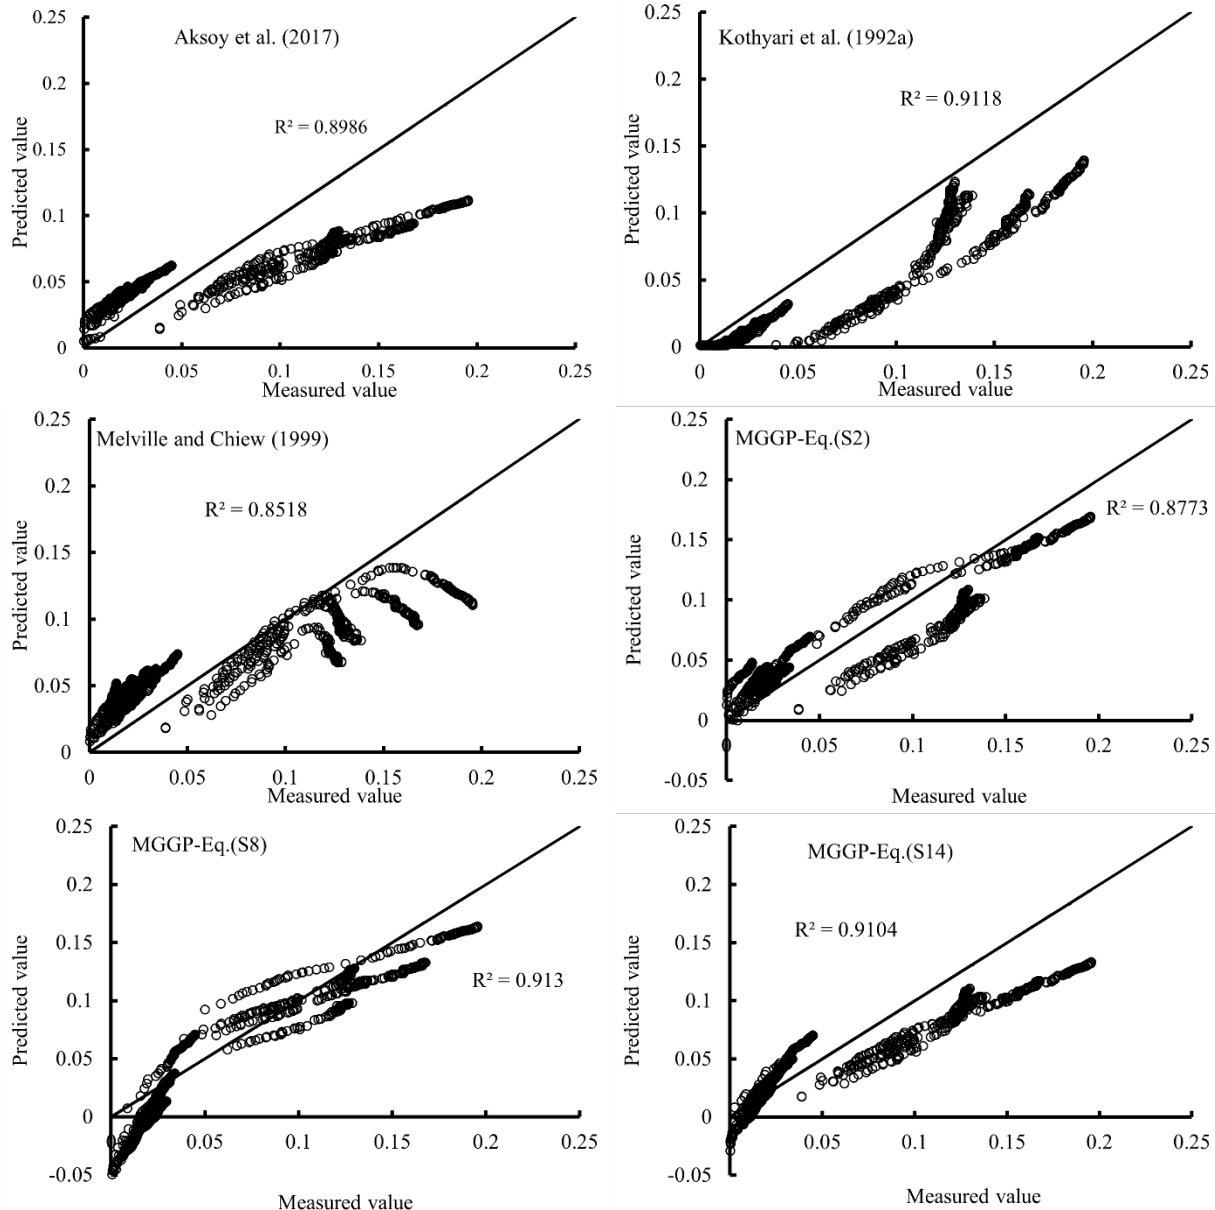 Aksoy et al. (2017)
R² = 0.8986
Predicted value
0.25
0.2
0.15
0.1
0.05
0
0 0.05 0.1 0.15 0.2 0.25
Measured value
Kothyari et al. (1992a)
R² = 0.9118
Predicted value
0.25
0.2
0.15
0.1
0.05
0
0 0.05 0.1 0.15 0.2 0.25
Measured value
Melville and Chiew (1999)
R² = 0.8518
Predicted value
0.25
0.2
0.15
0.1
0.05
0
0 0.05 0.1 0.15 0.2 0.25
Measured value
MGGP-Eq.(S2)
R² = 0.8773
Predicted value
0.25
0.2
0.15
0.1
0.05
0
-0.05
0.05 0.1 0.15 0.2 0.25
Measured value
MGGP-Eq.(S8)
R² = 0.913
Predicted value
0.25
0.2
0.15
0.1
0.05
0
-0.05
0.05 0.1 0.15 0.2 0.25
Measured value
MGGP-Eq.(S14)
R² = 0.9104
Predicted value
0.25
0.2
0.15
0.1
0.05
0
-0.05
0.05 0.1 0.15 0.2 0.25
Measured value